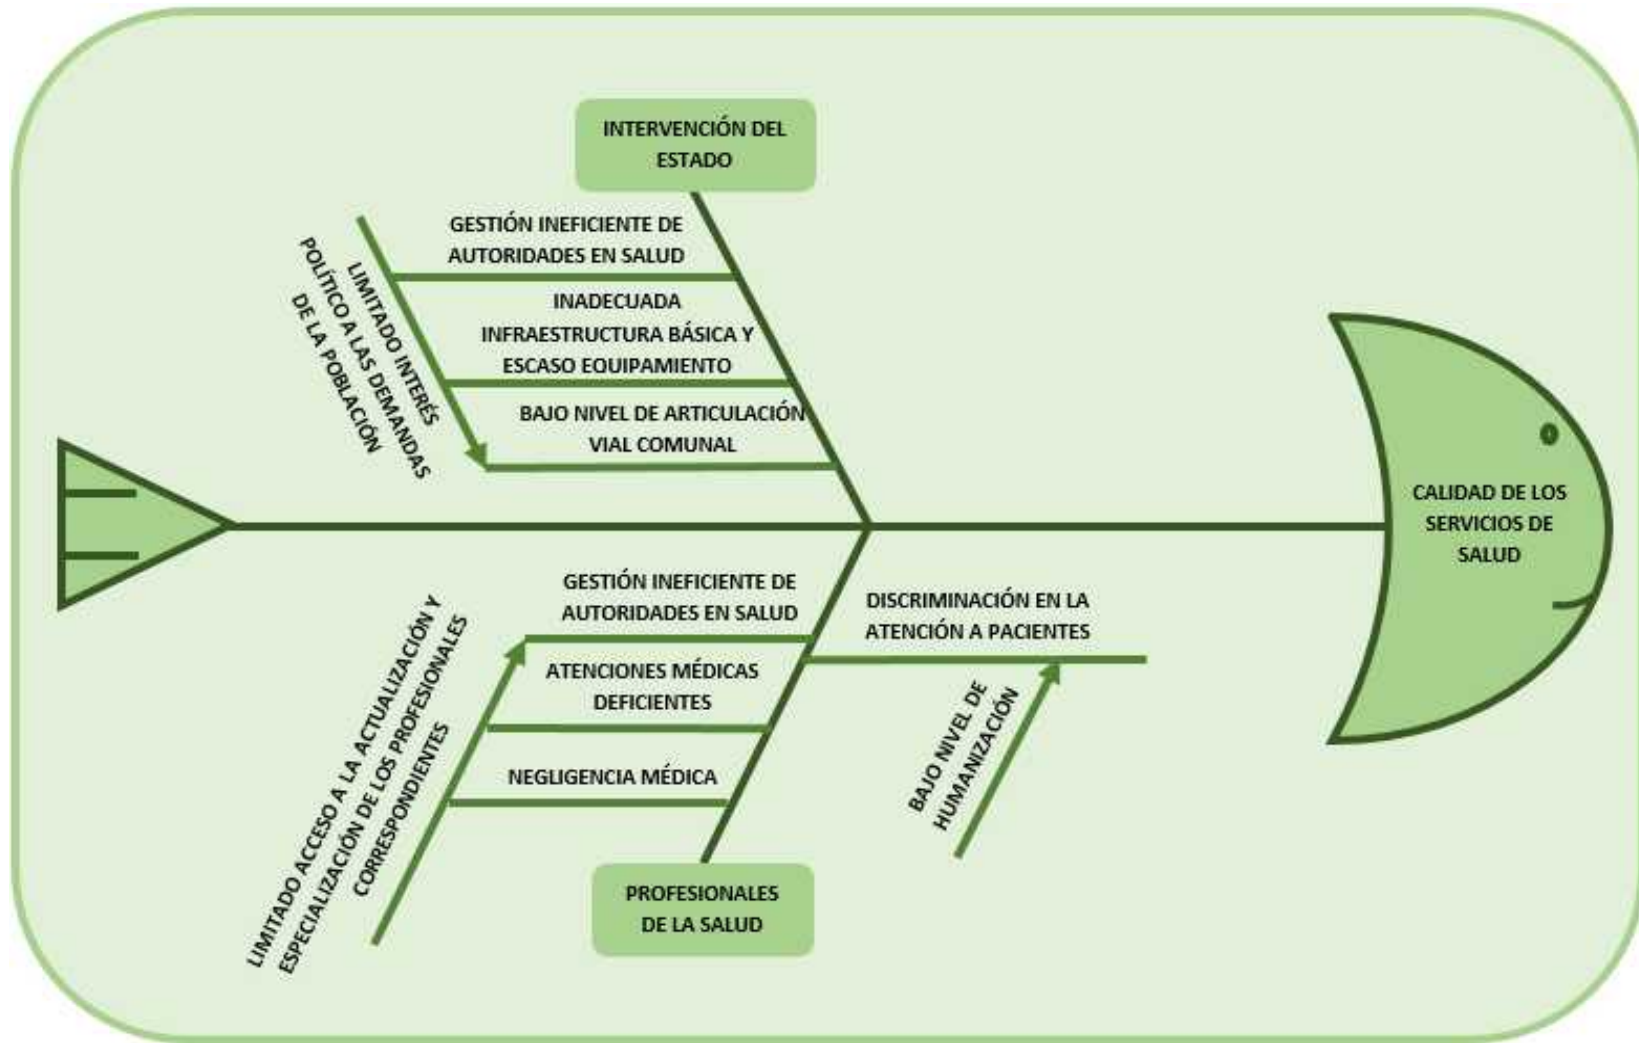 INTERVENCIÓN DEL
ESTADO
GESTIÓN INEFICIENTE DE
AUTORIDADES EN SALUD
INADECUADA
INFRAESTRUCTURA BÁSICA Y
ESCASO EQUIPAMIENTO
BAJO NIVEL DE ARTICULACIÓN
VIAL COMUNAL
LIMITADO INTERÉS
POLÍTICO A LAS DEMANDAS
DE LA POBLACIÓN
CALIDAD DE LOS
SERVICIOS DE
SALUD
GESTIÓN INEFICIENTE DE
AUTORIDADES EN SALUD
ATENCIONES MÉDICAS
DEFICIENTES
NEGLIGENCIA MÉDICA
LIMITADO ACCESO A LA ACTUALIZACIÓN Y
ESPECIALIZACIÓN DE LOS PROFESIONALES
CORRESPONDIENTES
DISCRIMINACIÓN EN LA
ATENCIÓN A PACIENTES
BAJO NIVEL DE
HUMANIZACIÓN
PROFESIONALES
DE LA SALUD